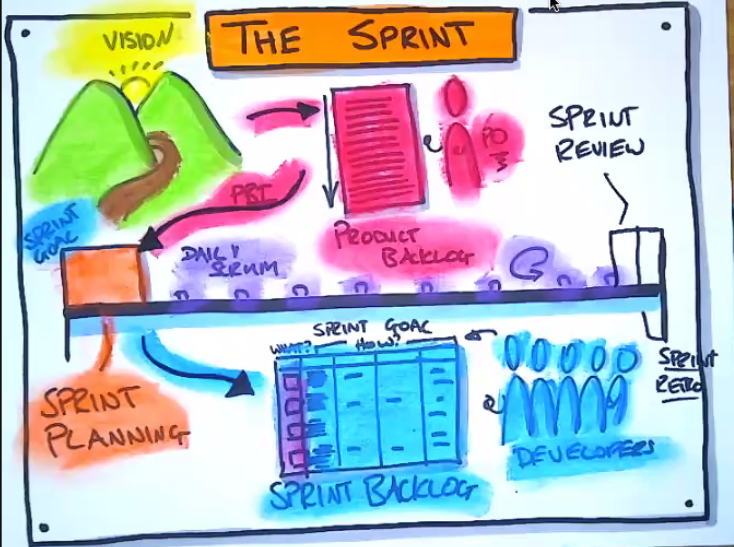 THE SPRINT
VISION
SPRINT
REVIEW
PO
PBI
SPRINT
GOAL
PRODUCT
BACKLOG
DAILY
SCRUM
SPRINT GOAL
WHAT? HOW?
SPRINT
RETRO
SPRINT
PLANNING
DEVELOPERS
SPRINT BACKLOG